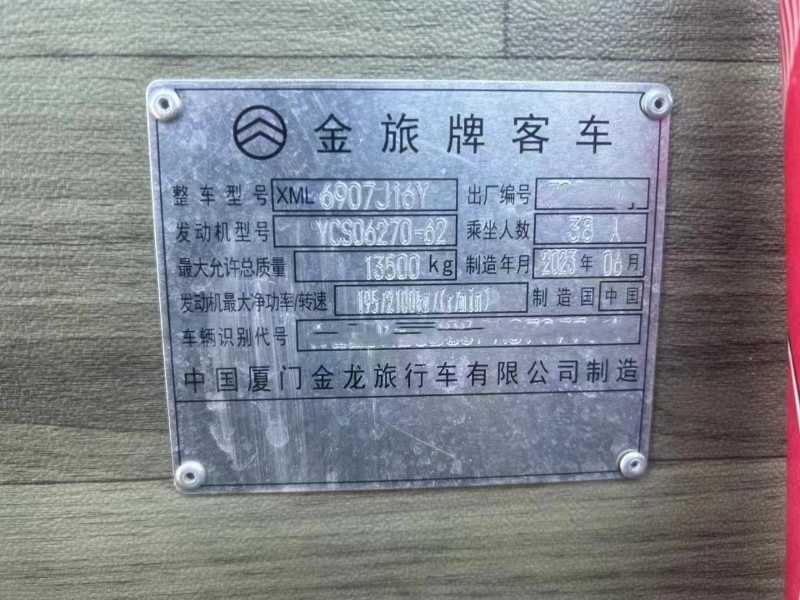 金旅牌客车
整车型号 XML6907J16Y 出厂编号
发动机型号 YCS06270-62 乘坐人数 38 人
最大允许总质量 13500 kg 制造年月 2023 年 06 月
发动机最大净功率/转速 195/2100kw/(r/min) 制造国 中国
车辆识别代号
中国厦门金龙旅行车有限公司制造